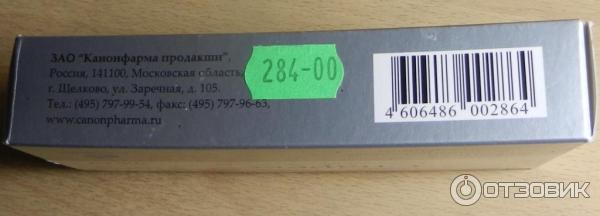 ЗАО "Канонфарма продакшн",
Россия, 141100, Московская область,
г. Щелково, ул. Заречная, д. 105.
Тел.: (495) 797-99-54, факс: (495) 797-96-63,
www.canonpharma.ru
284-00
4 606486 002864
ОТЗОВИК